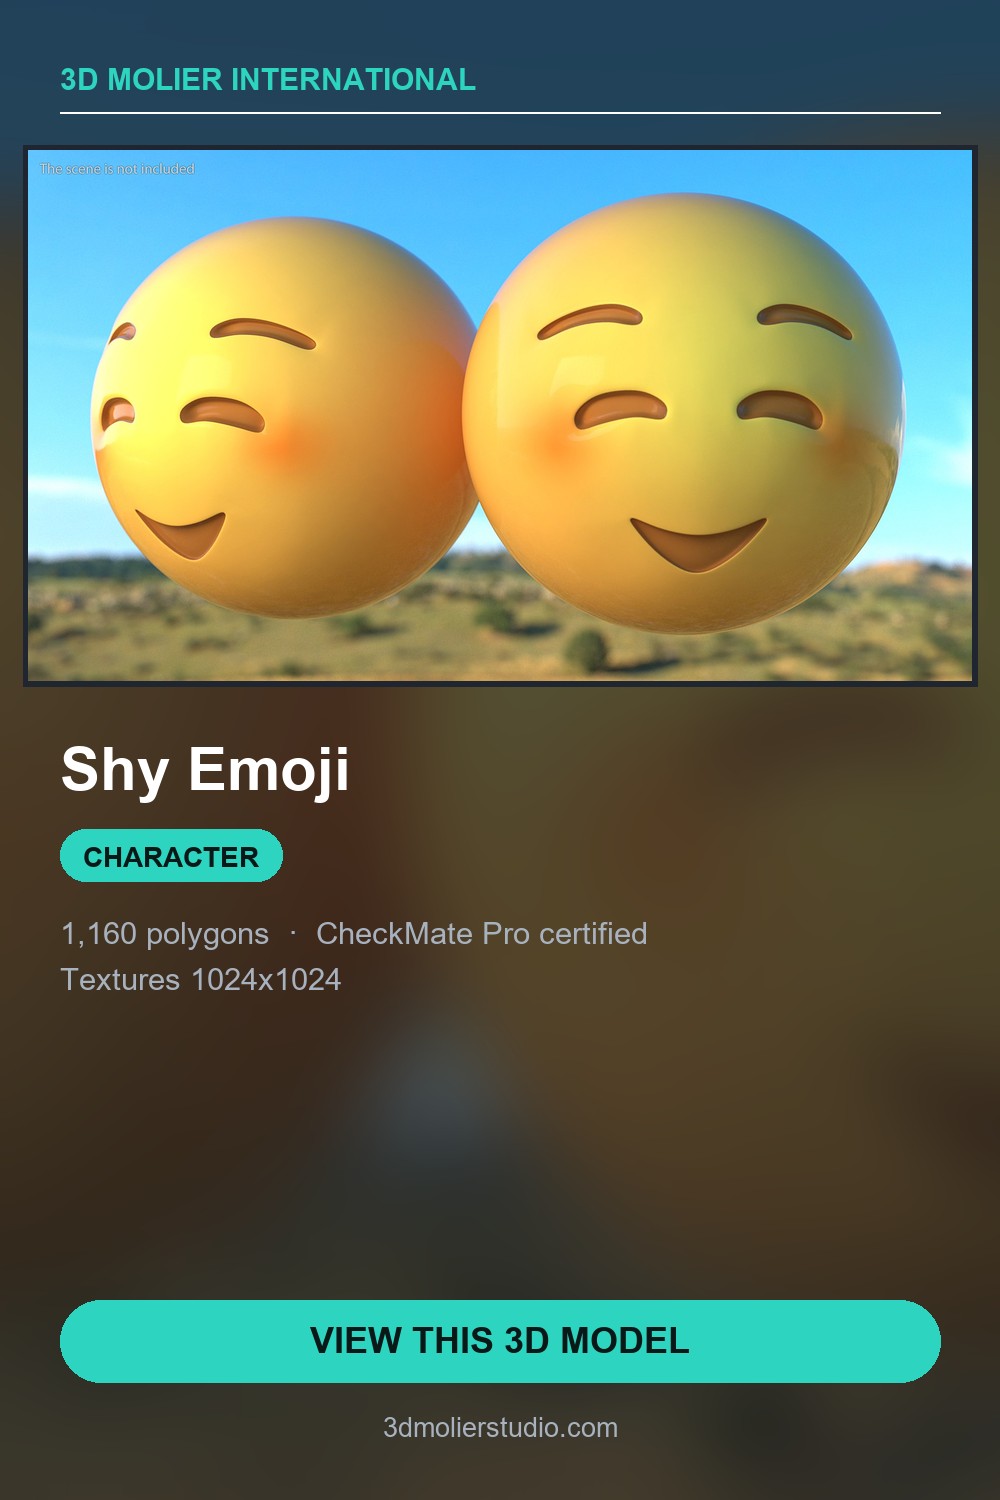 3D MOLIER INTERNATIONAL
The scene is not included
Shy Emoji
CHARACTER
1,160 polygons · CheckMate Pro certified
Textures 1024x1024
VIEW THIS 3D MODEL
3dmolierstudio.com